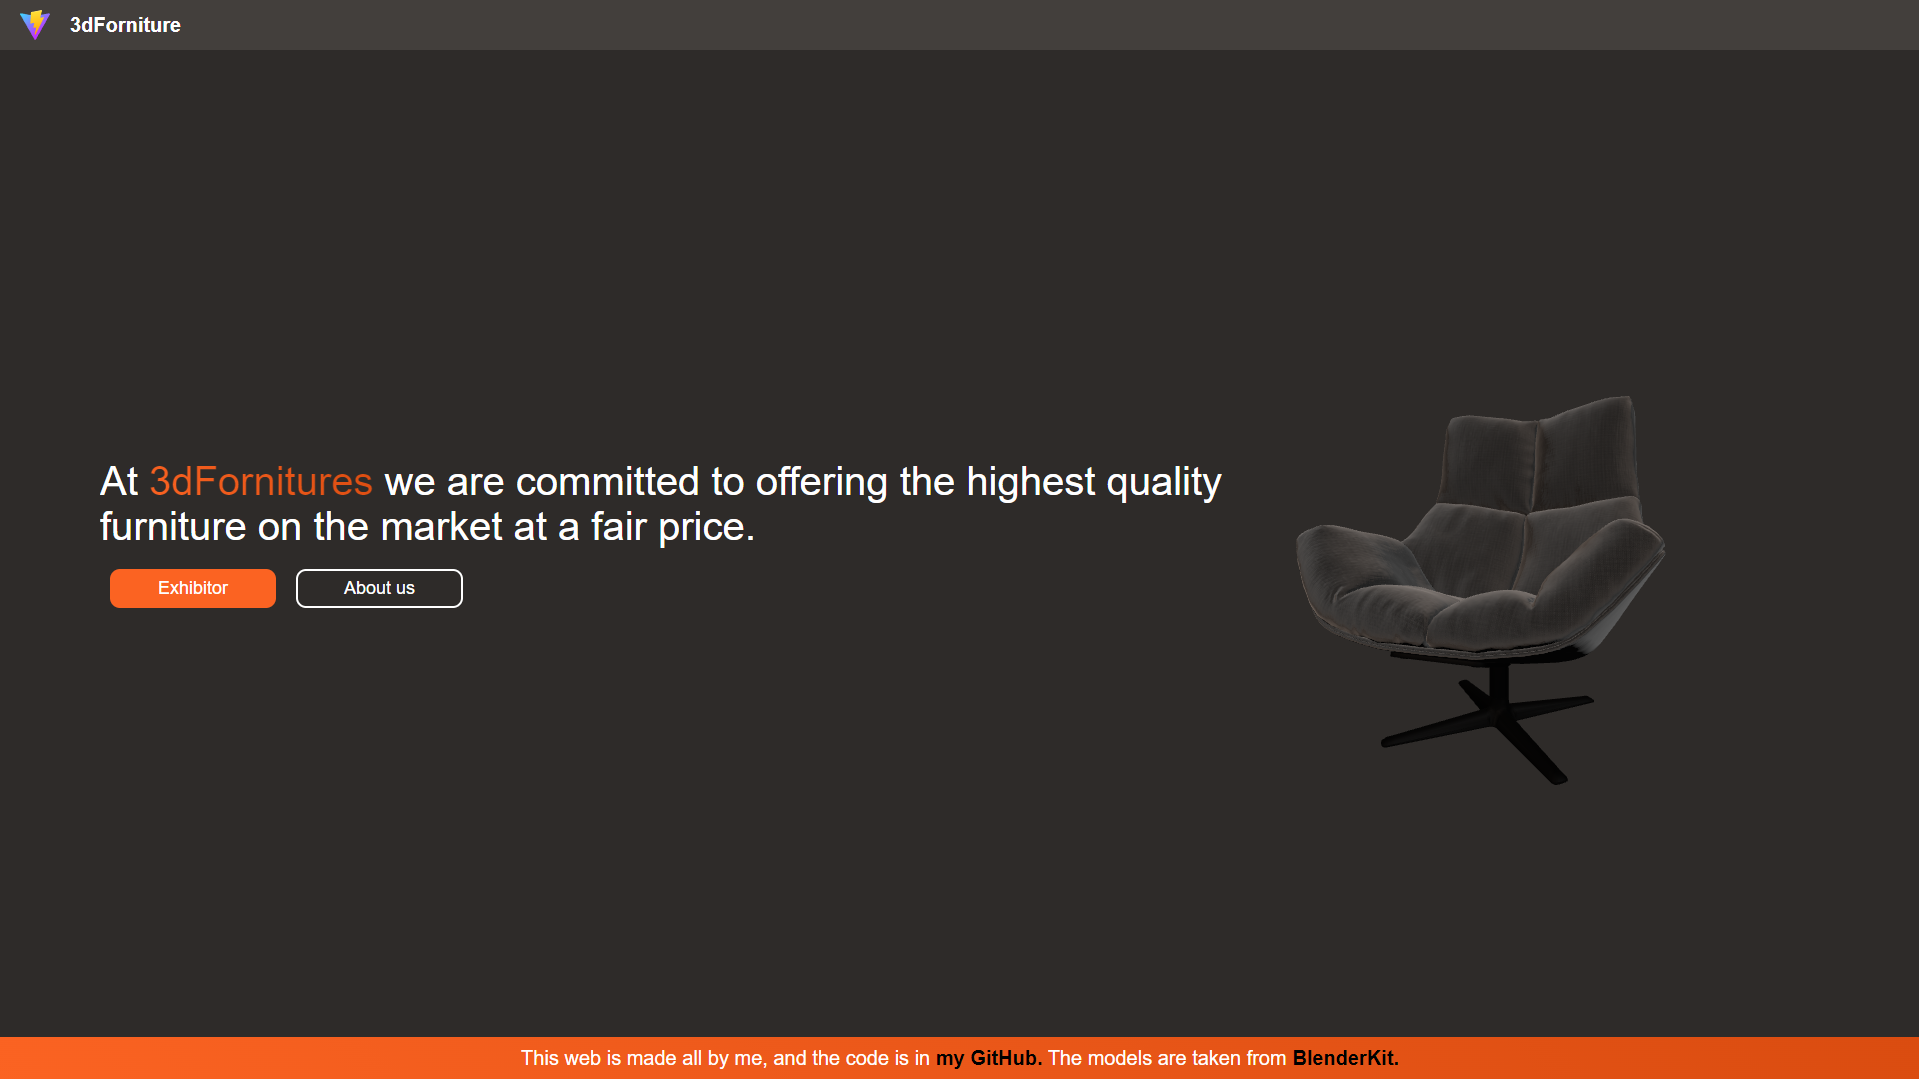 3dForniture
At 3dFornitures we are committed to offering the highest quality
furniture on the market at a fair price.
Exhibitor
About us
This web is made all by me, and the code is in my GitHub. The models are taken from BlenderKit.